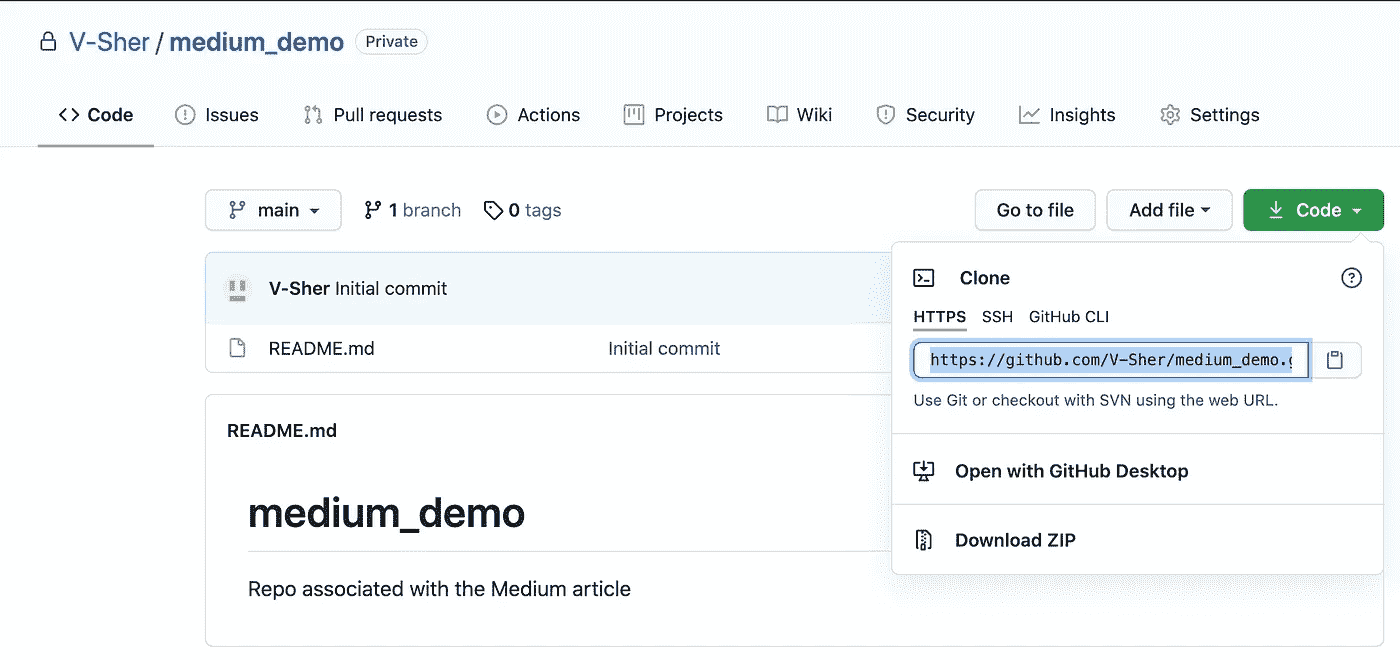 V-Sher / medium_demo Private
Code Issues Pull requests Actions Projects Wiki Security Insights Settings
main 1 branch 0 tags Go to file Add file Code
V-Sher Initial commit
README.md Initial commit
README.md
medium_demo
Repo associated with the Medium article
Clone
HTTPS SSH GitHub CLI
https://github.com/V-Sher/medium_demo.g
Use Git or checkout with SVN using the web URL.
Open with GitHub Desktop
Download ZIP